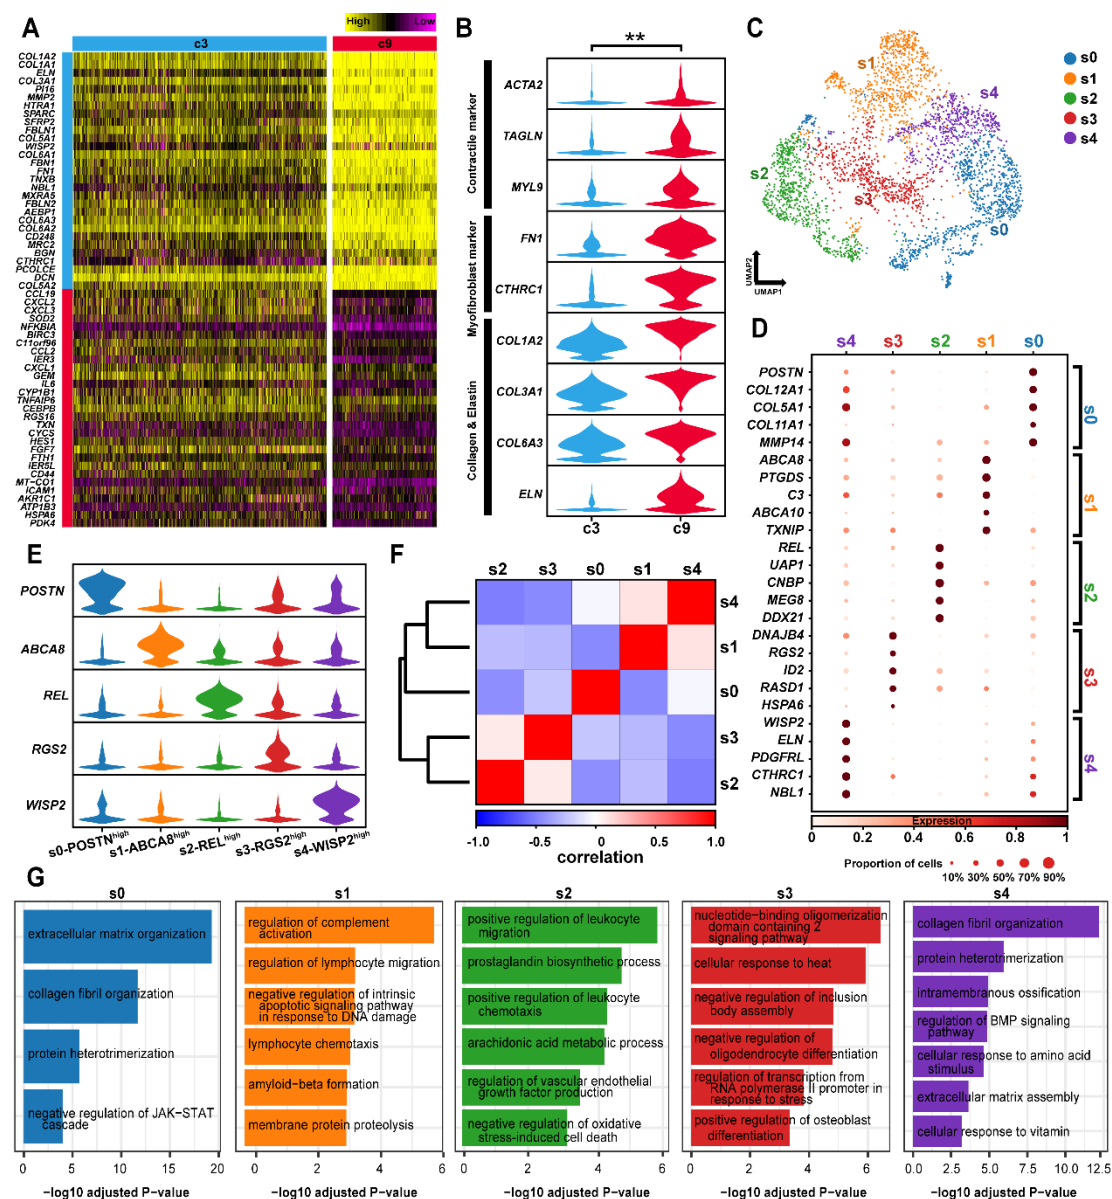 A
High
Low
c3
c9
COL1A2
COL1A1
ELN
COL3A1
PI16
MMP2
HTRA1
SPARC
SFRP2
FBLN1
COL5A1
WISP2
COL6A1
FBN1
FN1
TNXB
NBL1
MXRA5
FBLN2
AEBP1
COL6A3
COL6A2
CD248
MRC2
BGN
CTHRC1
PCOLCE
DCN
COL5A2
CCL19
CXCL2
CXCL3
SOD2
NFKBIA
BIRC3
C11orf96
CCL2
IER3
CXCL1
GEM
IL6
CYP1B1
TNFAIP6
CEBPB
RGS16
TXN
CYCS
HES1
FGF7
FTH1
IER5L
CD44
MT-CO1
ICAM1
AKR1C1
ATP1B3
HSPA6
PDK4
B
**
Contractile marker
Myofibroblast marker
Collagen & Elastin
ACTA2
TAGLN
MYL9
FN1
CTHRC1
COL1A2
COL3A1
COL6A3
ELN
c3
c9
C
s1
s4
s2
s3
s0
UMAP2
UMAP1
s0
s1
s2
s3
s4
D
s4 s3 s2 s1 s0
POSTN
COL12A1
COL5A1
COL11A1
MMP14
ABCA8
PTGDS
C3
ABCA10
TXNIP
REL
UAP1
CNBP
MEG8
DDX21
DNAJB4
RGS2
ID2
RASD1
HSPA6
WISP2
ELN
PDGFRL
CTHRC1
NBL1
s0
s1
s2
s3
s4
Expression
0 0.2 0.4 0.6 0.8 1
Proportion of cells
10% 30% 50% 70% 90%
E
POSTN
ABCA8
REL
RGS2
WISP2
s0-POSTNhigh
s1-ABCA8high
s2-RELhigh
s3-RGS2high
s4-WISP2high
F
s2 s3 s0 s1 s4
s4
s1
s0
s3
s2
-1.0 -0.5 0 0.5 1.0
correlation
G
s0
extracellular matrix organization
collagen fibril organization
protein heterotrimerization
negative regulation of JAK−STAT
cascade
0 5 10 15 20
−log10 adjusted P−value
s1
regulation of complement
activation
regulation of lymphocyte migration
negative regulation of intrinsic
apoptotic signaling pathway
in response to DNA damage
lymphocyte chemotaxis
amyloid−beta formation
membrane protein proteolysis
0 2 4 6
−log10 adjusted P−value
s2
positive regulation of leukocyte
migration
prostaglandin biosynthetic process
positive regulation of leukocyte
chemotaxis
arachidonic acid metabolic process
regulation of vascular endothelial
growth factor production
negative regulation of oxidative
stress−induced cell death
0 2 4 6
−log10 adjusted P−value
s3
nucleotide−binding oligomerization
domain containing 2
signaling pathway
cellular response to heat
negative regulation of inclusion
body assembly
negative regulation of
oligodendrocyte differentiation
regulation of transcription from
RNA polymerase II promoter in
response to stress
positive regulation of osteoblast
differentiation
0 2 4 6
−log10 adjusted P−value
s4
collagen fibril organization
protein heterotrimerization
intramembranous ossification
regulation of BMP signaling
pathway
cellular response to amino acid
stimulus
extracellular matrix assembly
cellular response to vitamin
0 2.5 5.0 7.5 10.0 12.5
−log10 adjusted P−value